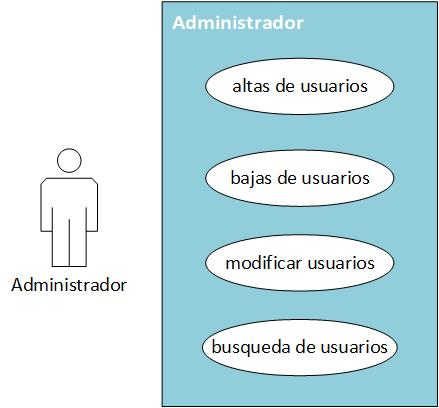 Administrador
altas de usuarios
bajas de usuarios
modificar usuarios
busqueda de usuarios
Administrador